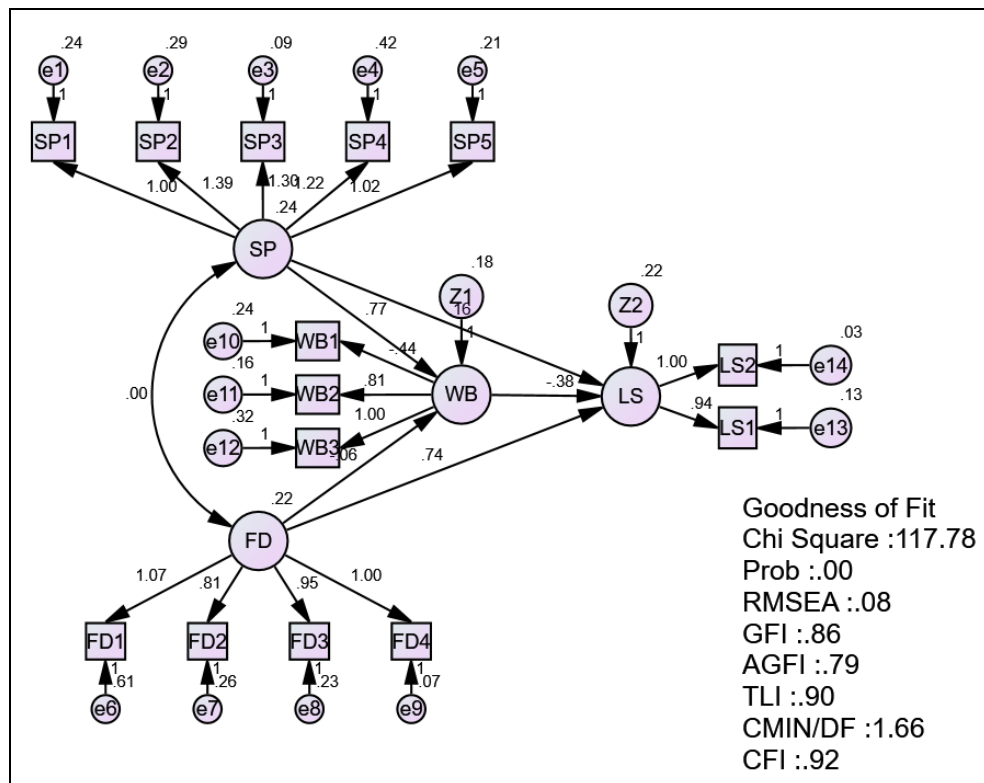 .24 .29 .09 .42 .21
e1 e2 e3 e4 e5
1 1 1 1 1
SP1 SP2 SP3 SP4 SP5
1.00 1.39 1.30 1.22 1.02
.24
SP
.18
Z1
.22
Z2
.77
.16
1
1
.24
e10 1 WB1
-.44
.03
LS2 1 e14
1.00
.16
e11 1 WB2
.81
WB
-.38
LS
.00
.32
e12 1 WB3
1.00
.94
.13
LS1 1 e13
-.06
.74
.22
FD
1.07 .81 .95 1.00
FD1 FD2 FD3 FD4
1 1 1 1
.61 .26 .23 .07
e6 e7 e8 e9
Goodness of Fit
Chi Square :117.78
Prob :.00
RMSEA :.08
GFI :.86
AGFI :.79
TLI :.90
CMIN/DF :1.66
CFI :.92